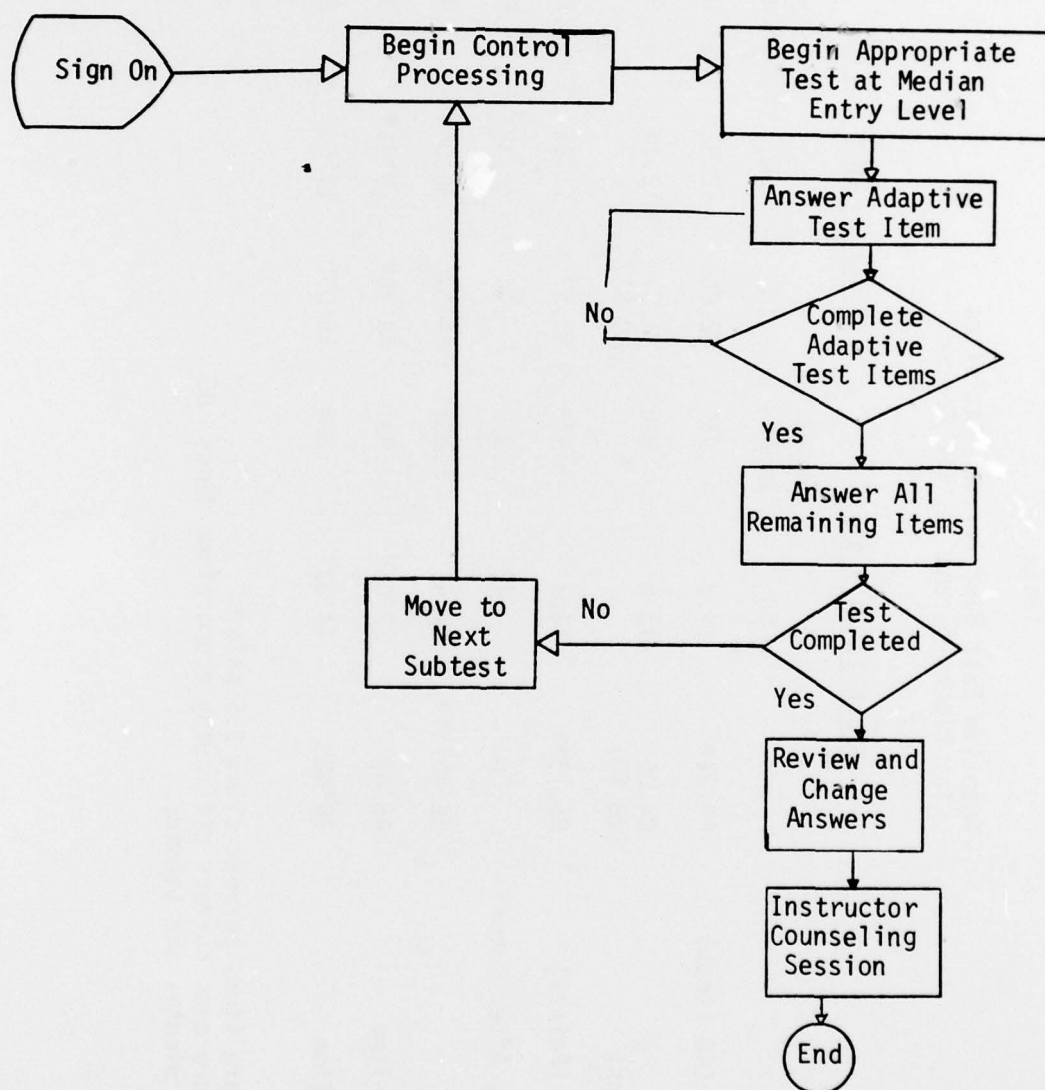 Sign On
Begin Control
Processing
Begin Appropriate
Test at Median
Entry Level
Answer Adaptive
Test Item
No
Complete
Adaptive
Test Items
Yes
Answer All
Remaining Items
Move to
Next
Subtest
No
Test
Completed
Yes
Review and
Change
Answers
Instructor
Counseling
Session
End